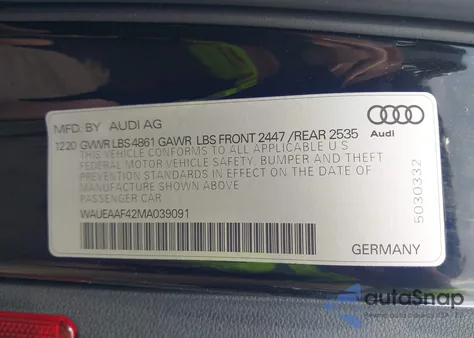 MFD. BY AUDI AG
12.20 GVWR LBS 4861 GAWR LBS FRONT 2447 /REAR 2535
THIS VEHICLE CONFORMS TO ALL APPLICABLE U S
FEDERAL MOTOR VEHICLE SAFETY, BUMPER AND THEFT
PREVENTION STANDARDS IN EFFECT ON THE DATE OF
MANUFACTURE SHOWN ABOVE
PASSENGER CAR
WAUEAAF42MA039091
GERMANY
5030332
autoSnap